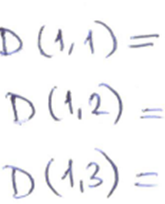 D (1,1) =
D (1,2) =
D (1,3) =